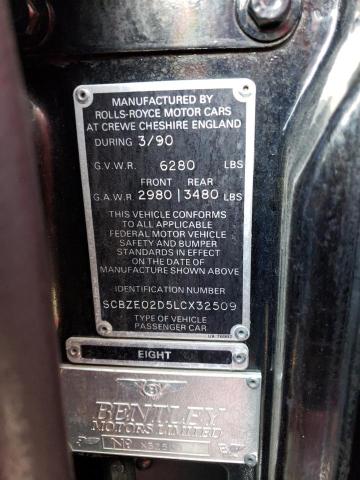 MANUFACTURED BY
ROLLS-ROYCE MOTOR CARS
AT CREWE CHESHIRE ENGLAND
DURING 3/90
G.V.W.R. 6280 LBS
FRONT REAR
G.A.W.R. 2980 | 3480 LBS
THIS VEHICLE CONFORMS
TO ALL APPLICABLE
FEDERAL MOTOR VEHICLE
SAFETY AND BUMPER
STANDARDS IN EFFECT
ON THE DATE OF
MANUFACTURE SHOWN ABOVE
IDENTIFICATION NUMBER
SCBZE02D5LCX32509
TYPE OF VEHICLE
PASSENGER CAR
EIGHT
B
BENTLEY
MOTORS LIMITED
No